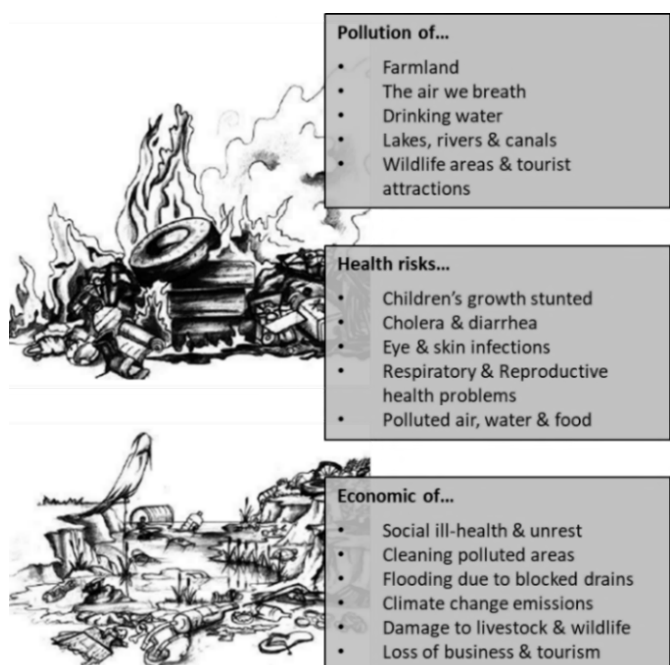 Pollution of...
• Farmland
• The air we breath
• Drinking water
• Lakes, rivers & canals
• Wildlife areas & tourist
attractions
Health risks...
• Children's growth stunted
• Cholera & diarrhea
• Eye & skin infections
• Respiratory & Reproductive
health problems
• Polluted air, water & food
Economic of...
• Social ill-health & unrest
• Cleaning polluted areas
• Flooding due to blocked drains
• Climate change emissions
• Damage to livestock & wildlife
• Loss of business & tourism